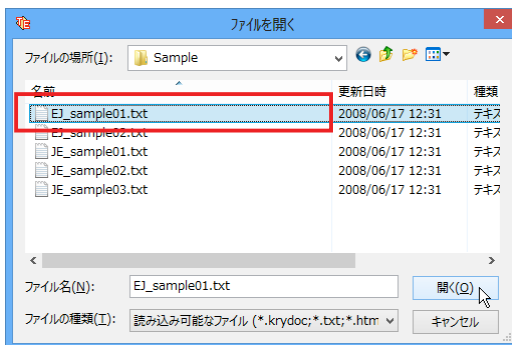 ファイルを開く
ファイルの場所(I): Sample
名前 更新日時 種類
EJ_sample01.txt 2008/06/17 12:31 テキス
EJ_sample02.txt 2008/06/17 12:31 テキス
JE_sample01.txt 2008/06/17 12:31 テキス
JE_sample02.txt 2008/06/17 12:31 テキス
JE_sample03.txt 2008/06/17 12:31 テキス
ファイル名(N): EJ_sample01.txt 開く(O)
ファイルの種類(T): 読み込み可能なファイル (*.krydoc;*.txt;*.htm キャンセル